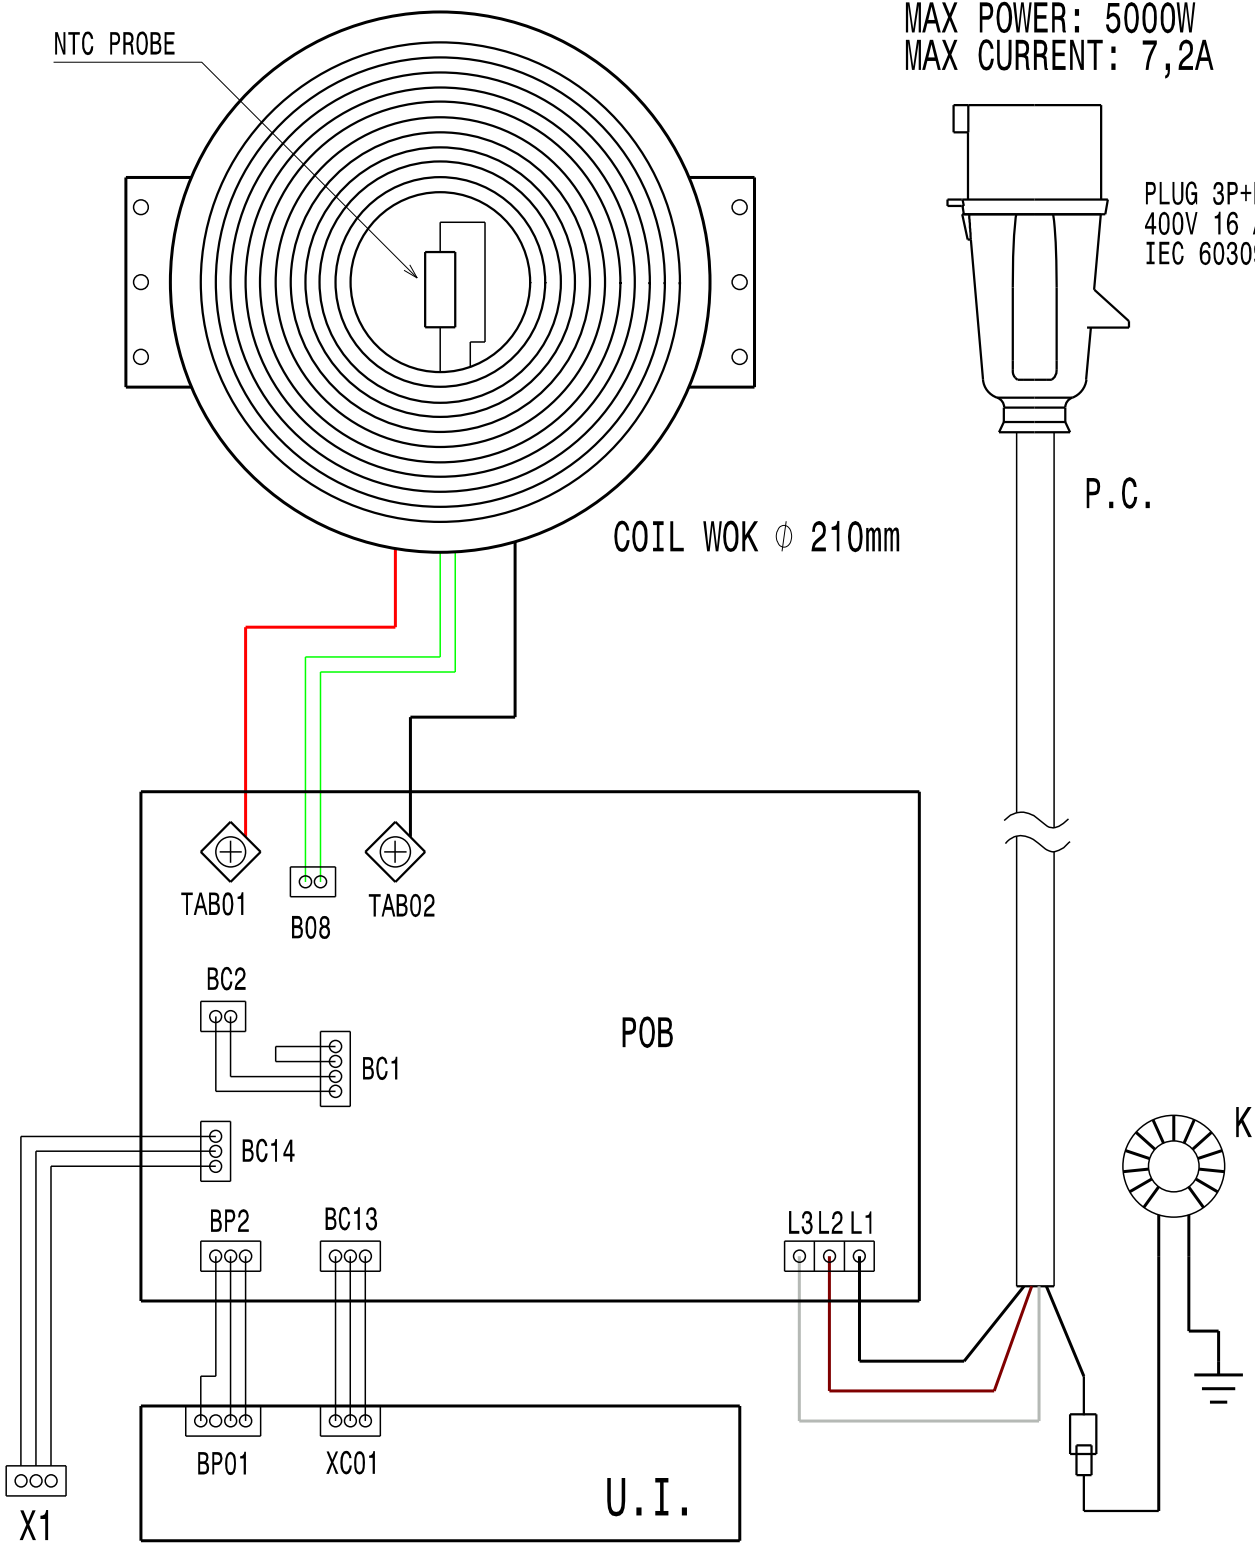 MAX POWER: 5000W
MAX CURRENT: 7,2A
NTC PROBE
PLUG 3P+
400V 16
IEC
P.C.
COIL WOK ϕ 210mm
TAB01
B08
TAB02
BC2
BC1
POB
BC14
K
BP2
BC13
L3 L2 L1
BP01
XC01
U.I.
X1